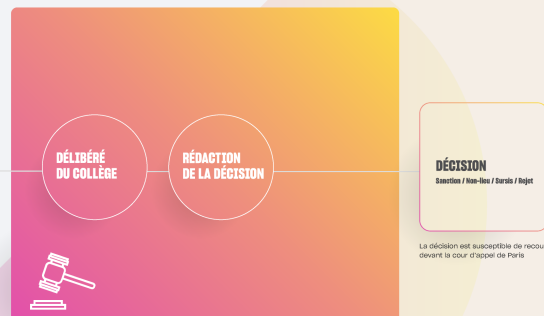 DÉLIBÉRÉ
DU COLLÈGE
RÉDACTION
DE LA DÉCISION
DÉCISION
Sanction / Non-lieu / Sursis / Rejet
La décision est susceptible de recou
devant la cour d'appel de Paris